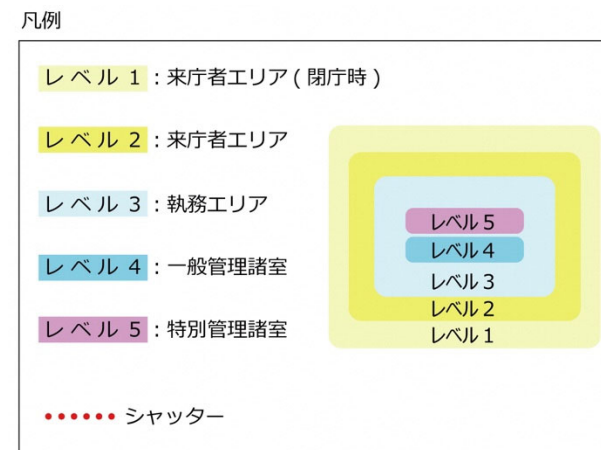 凡例
レベル 1：来庁者エリア ( 閉庁時 )
レベル 2：来庁者エリア
レベル 3：執務エリア
レベル 4：一般管理諸室
レベル 5：特別管理諸室
シャッター
レベル 5
レベル 4
レベル 3
レベル 2
レベル 1